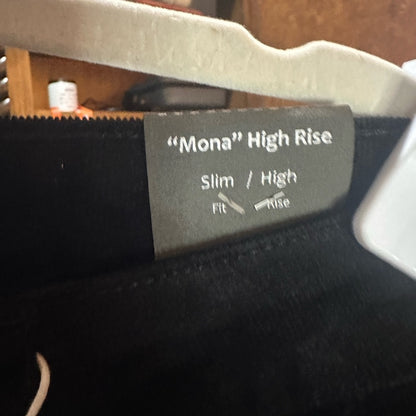 “Mona” High Rise
Slim / High
Fit Rise